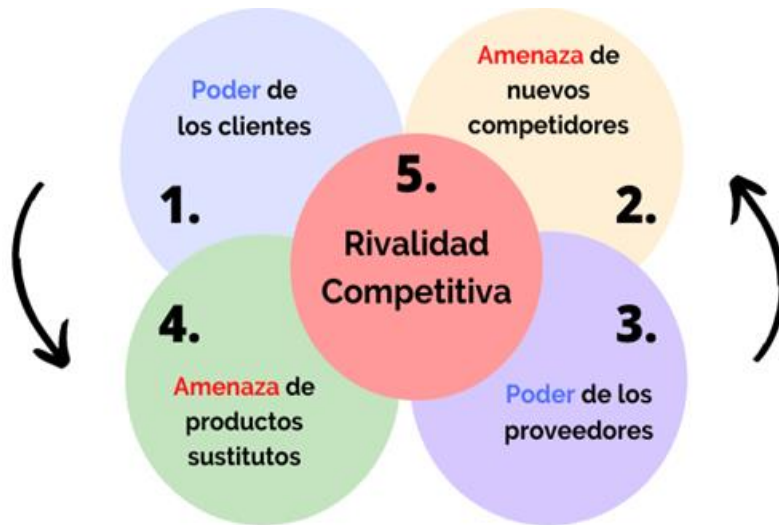 Poder de
los clientes
1.
Amenaza de
nuevos
competidores
2.
3.
Poder de los
proveedores
4.
Amenaza de
productos
sustitutos
5.
Rivalidad
Competitiva